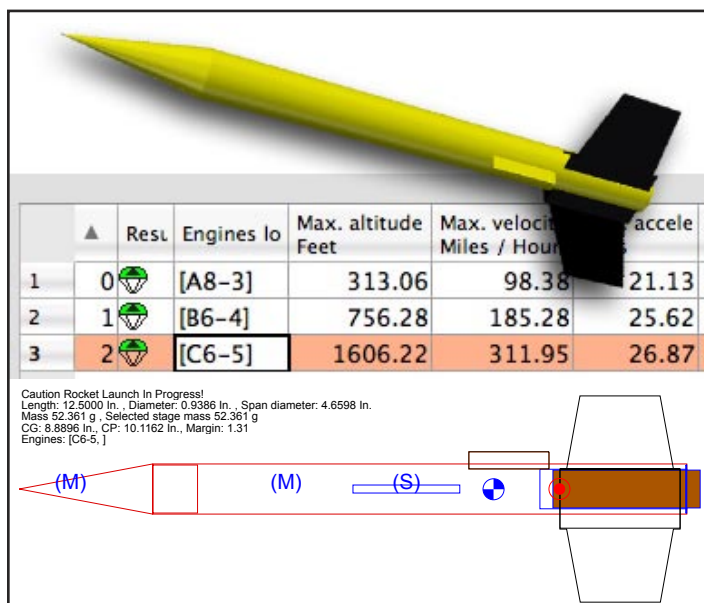 ▲ Resu Engines lo Max. altitude Max. velocit accele
Feet Miles / Hour s
1 0 [A8-3] 313.06 98.38 21.13
2 1 [B6-4] 756.28 185.28 25.62
3 2 [C6-5] 1606.22 311.95 26.87
Caution Rocket Launch In Progress!
Length: 12.5000 In. , Diameter: 0.9386 In. , Span diameter: 4.6598 In.
Mass 52.361 g , Selected stage mass 52.361 g
CG: 8.8896 In., CP: 10.1162 In., Margin: 1.31
Engines: [C6-5, ]
(M) (M) (S)